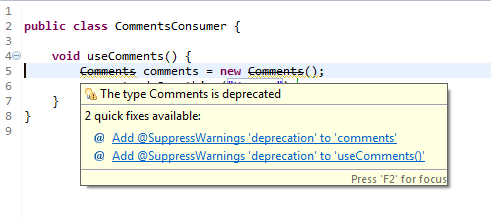 1
2 public class CommentsConsumer {
3
4 void useComments() {
5 Comments comments = new Comments();
6
The type Comments is deprecated
2 quick fixes available:
@ Add @SuppressWarnings 'deprecation' to 'comments'
@ Add @SuppressWarnings 'deprecation' to 'useComments()'
Press 'F2' for focus
7 }
8 }
9